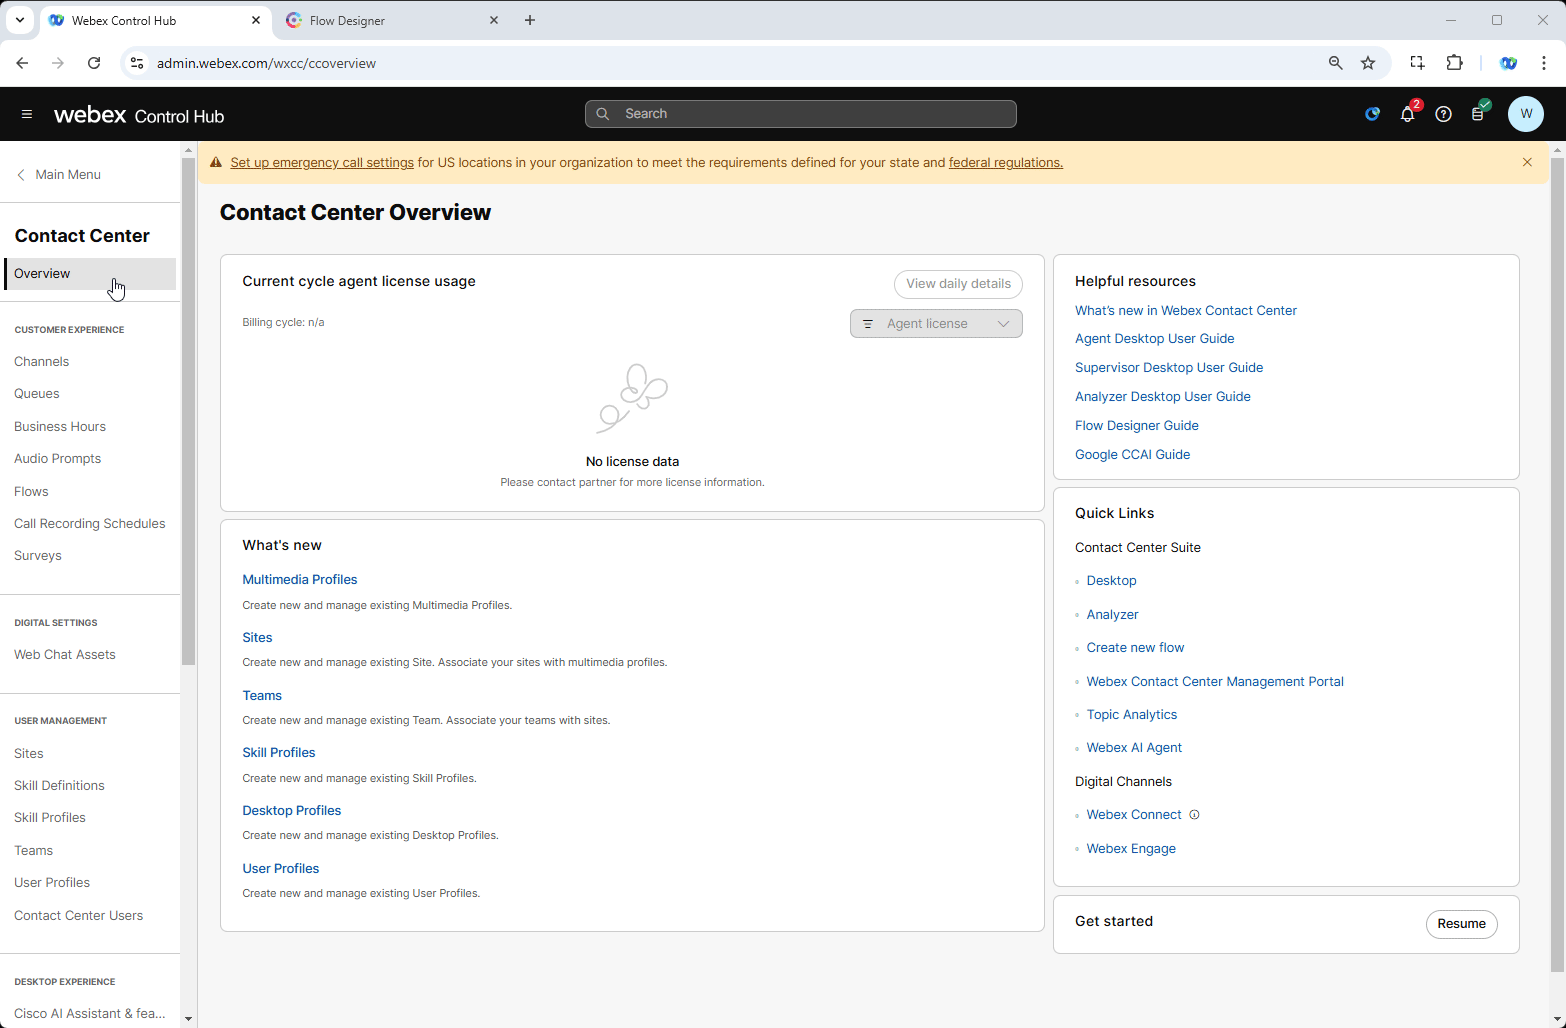 Webex Control Hub
Flow Designer
admin.webex.com/wxcc/ccoverview
webex Control Hub
Search
2
W
Main Menu
Contact Center
Overview
CUSTOMER EXPERIENCE
Channels
Queues
Business Hours
Audio Prompts
Flows
Call Recording Schedules
Surveys
DIGITAL SETTINGS
Web Chat Assets
USER MANAGEMENT
Sites
Skill Definitions
Skill Profiles
Teams
User Profiles
Contact Center Users
DESKTOP EXPERIENCE
Cisco AI Assistant & fea...
Set up emergency call settings for US locations in your organization to meet the requirements defined for your state and federal regulations.
Contact Center Overview
Current cycle agent license usage
View daily details
Billing cycle: n/a
Agent license
No license data
Please contact partner for more license information.
What's new
Multimedia Profiles
Create new and manage existing Multimedia Profiles.
Sites
Create new and manage existing Site. Associate your sites with multimedia profiles.
Teams
Create new and manage existing Team. Associate your teams with sites.
Skill Profiles
Create new and manage existing Skill Profiles.
Desktop Profiles
Create new and manage existing Desktop Profiles.
User Profiles
Create new and manage existing User Profiles.
Helpful resources
What's new in Webex Contact Center
Agent Desktop User Guide
Supervisor Desktop User Guide
Analyzer Desktop User Guide
Flow Designer Guide
Google CCAI Guide
Quick Links
Contact Center Suite
Desktop
Analyzer
Create new flow
Webex Contact Center Management Portal
Topic Analytics
Webex AI Agent
Digital Channels
Webex Connect
Webex Engage
Get started
Resume